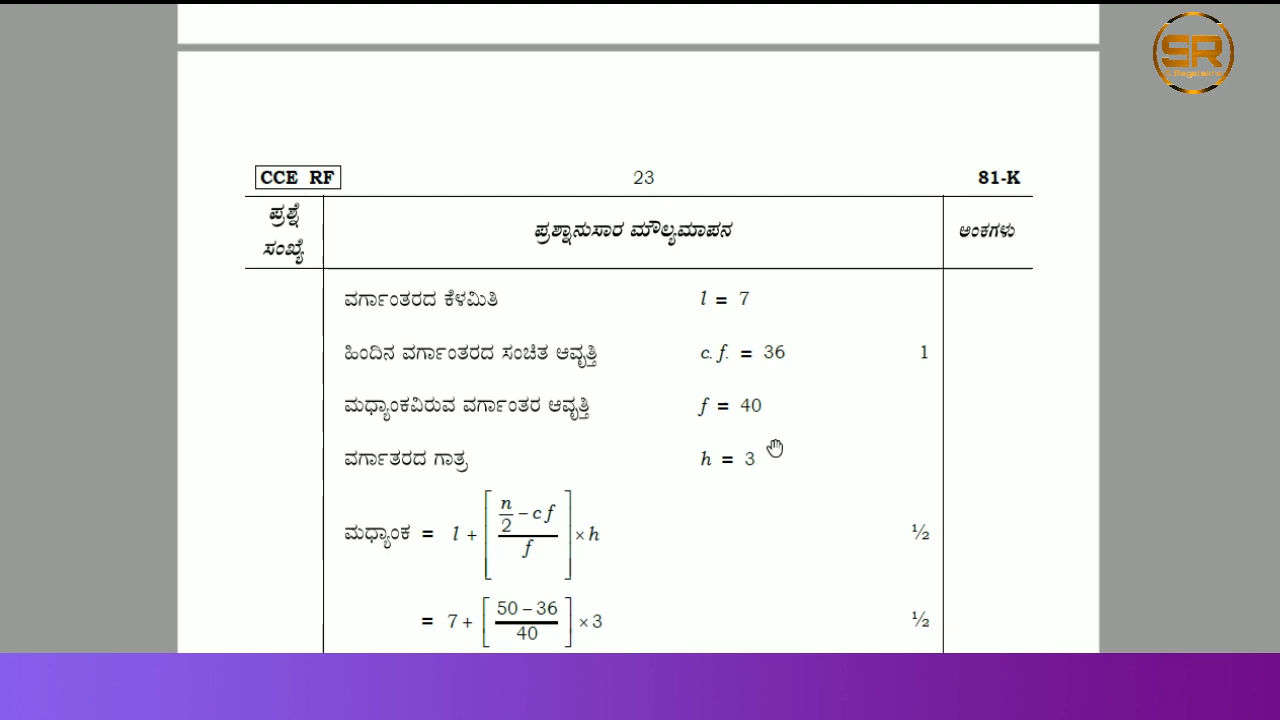 SR
CCE RF 23 81-K
ಪ್ರಶ್ನೆ ಸಂಖ್ಯೆ ಪ್ರಶ್ನಾನುಸಾರ ಮೌಲ್ಯಮಾಪನ ಅಂಕಗಳು
ವರ್ಗಾಂತರದ ಕೆಳಮಿತಿ l = 7
ಹಿಂದಿನ ವರ್ಗಾಂತರದ ಸಂಚಿತ ಆವೃತ್ತಿ c. f. = 36 1
ಮಧ್ಯಾಂಕವಿರುವ ವರ್ಗಾಂತರ ಆವೃತ್ತಿ f = 40
ವರ್ಗಾತರದ ಗಾತ್ರ h = 3
ಮಧ್ಯಾಂಕ = l + [ (n/2 – c f) / f ] × h ½
= 7 + [ (50 – 36) / 40 ] × 3 ½